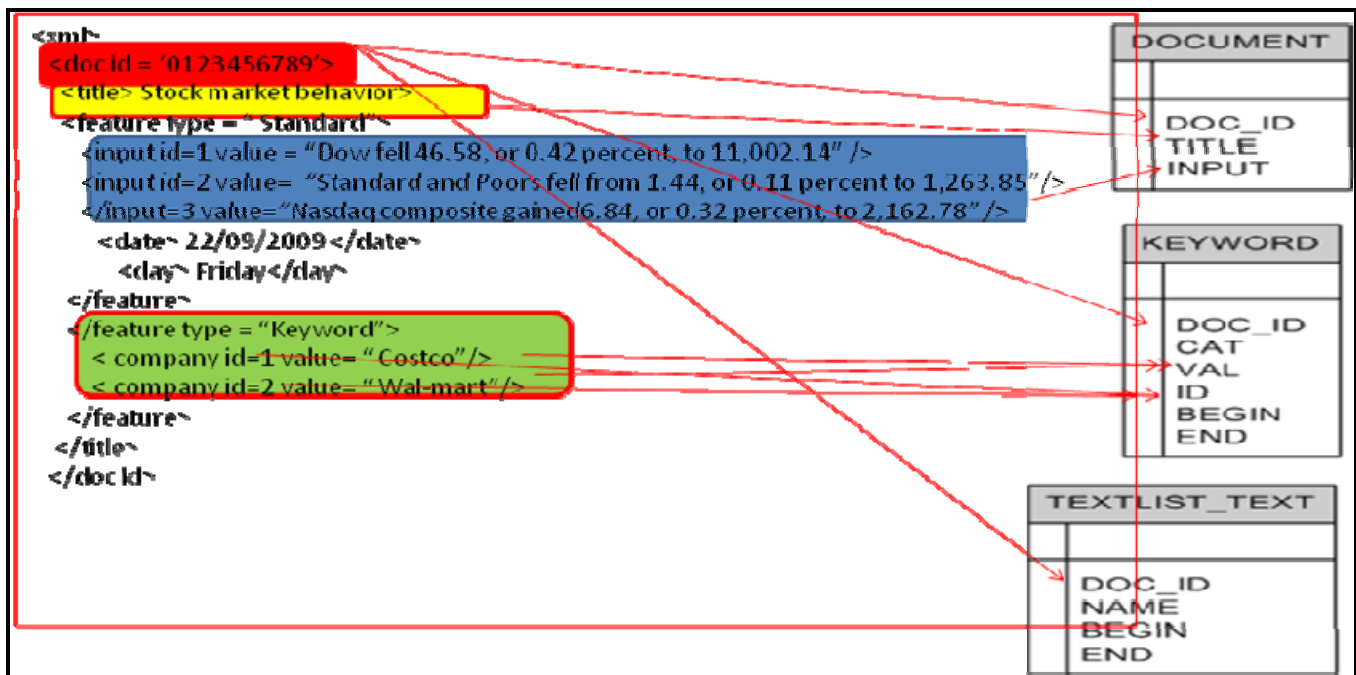 <xml>
<doc id = ‘0123456789’>
<title> Stock market behavior>
<feature type = “ Standard”>
<input id=1 value = “Dow fell 46.58, or 0.42 percent, to 11,002.14” />
<input id=2 value=  “Standard and Poors fell from 1.44, or 0.11 percent to 1,263.85”/>
</input=3 value=“Nasdaq composite gained6.84, or 0.32 percent, to 2,162.78” />
<date> 22/09/2009 </date>
<day> Friday</day>
</feature>
</feature type = “Keyword”>
< company id=1 value= “ Costco”/>
< company id=2 value= “ Wal-mart”/>
</feature>
</title>
</doc id>
DOCUMENT
DOC_ID
TITLE
INPUT
KEYWORD
DOC_ID
CAT
VAL
ID
BEGIN
END
TEXTLIST_TEXT
DOC_ID
NAME
BEGIN
END